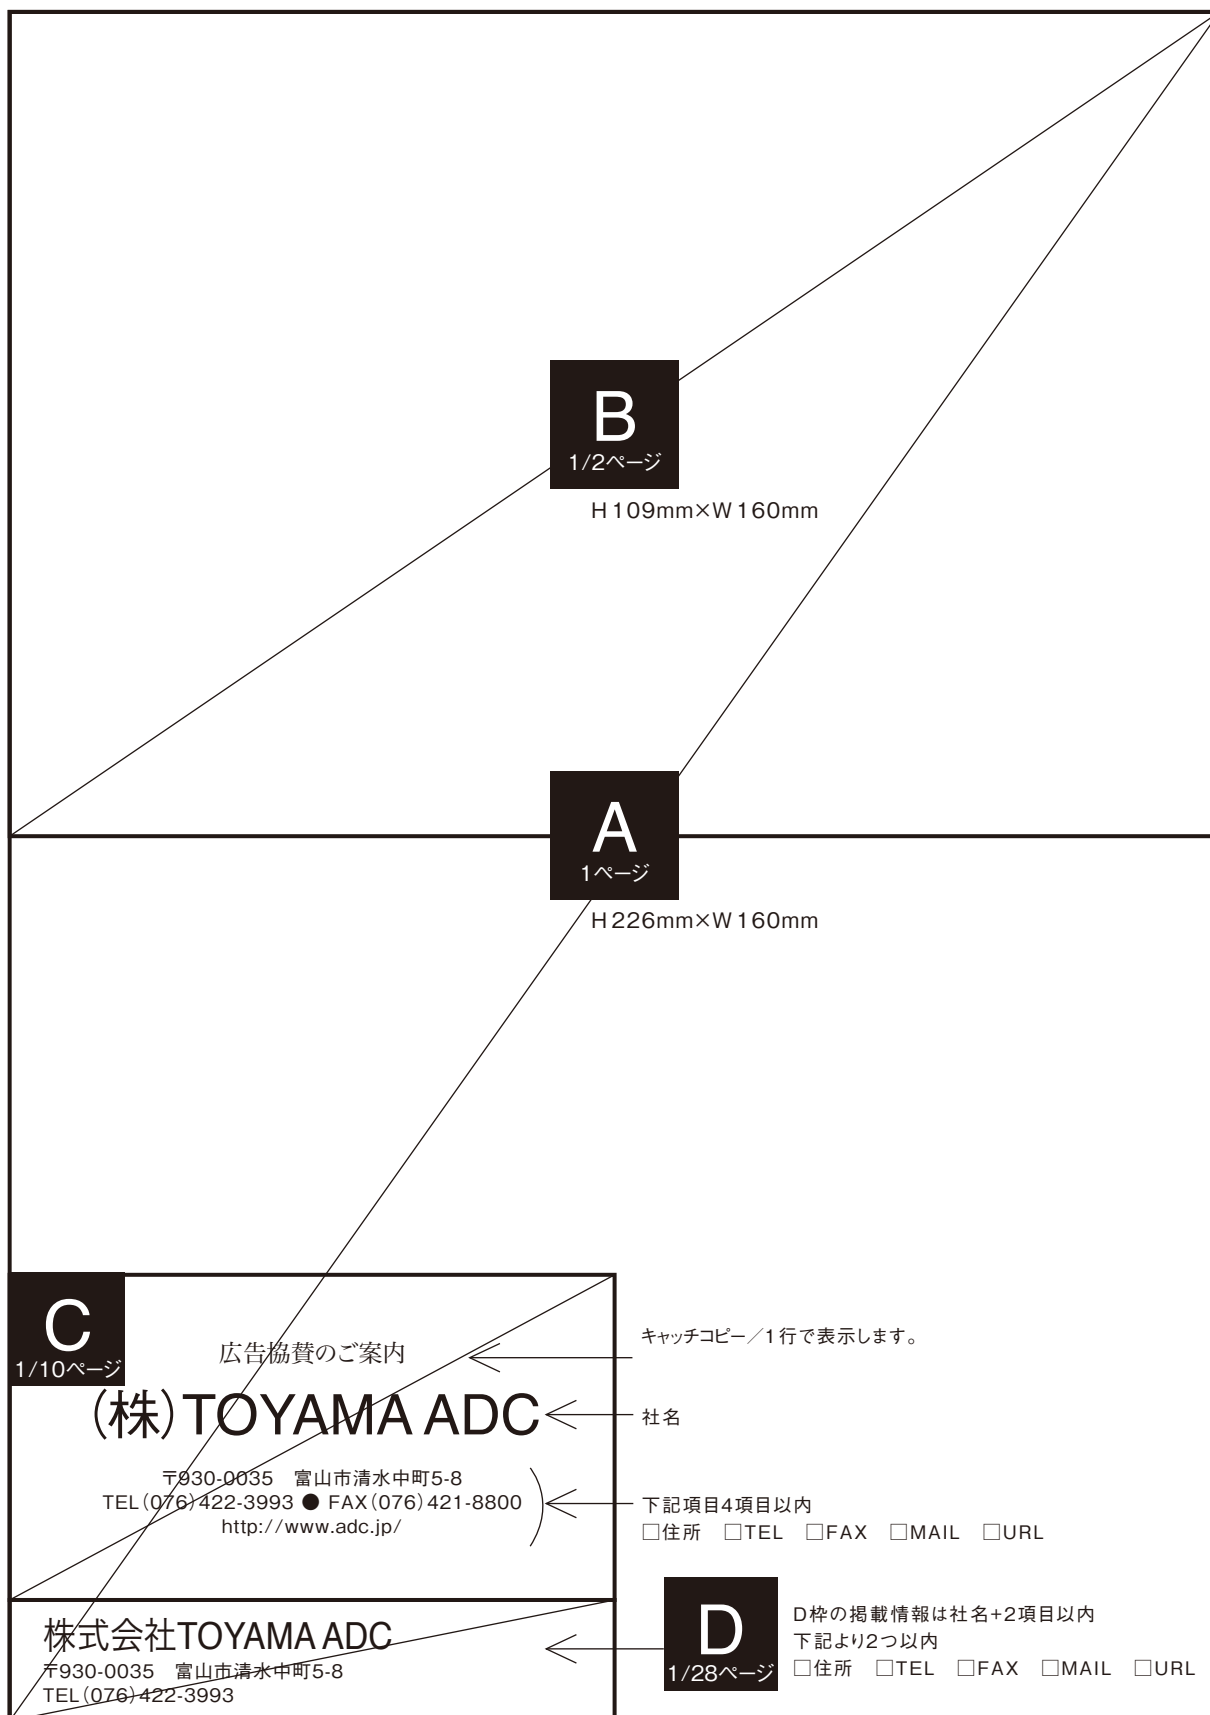 B
1/2ページ
H109mm×W160mm
A
1ページ
H226mm×W160mm
C
1/10ページ
広告協賛のご案内
キャッチコピー／1行で表示します。
（株）TOYAMA ADC
社名
〒930-0035　富山市清水中町5-8
TEL（076）422-3993 ● FAX（076）421-8800
http://www.adc.jp/
下記項目4項目以内
□住所　□TEL　□FAX　□MAIL　□URL
株式会社TOYAMA ADC
〒930-0035　富山市清水中町5-8
TEL（076）422-3993
D
1/28ページ
D枠の掲載情報は社名+2項目以内
下記より2つ以内
□住所　□TEL　□FAX　□MAIL　□URL